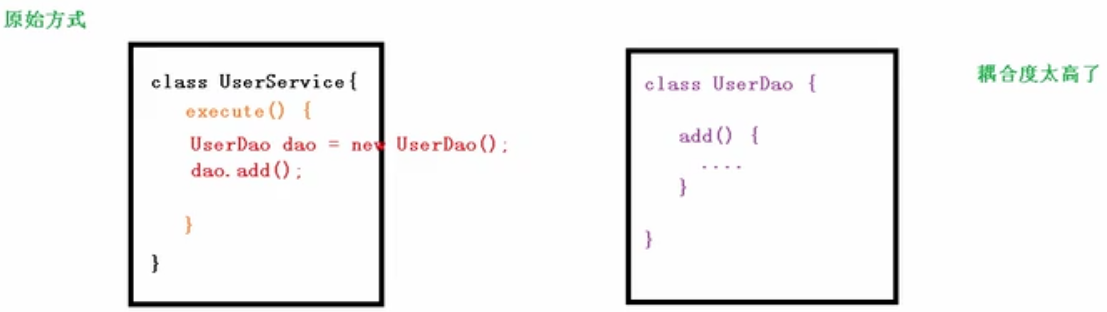 原始方式
class UserService{
execute() {
UserDao dao = new UserDao();
dao.add();
}
}
class UserDao {
add() {
....
}
}
耦合度太高了